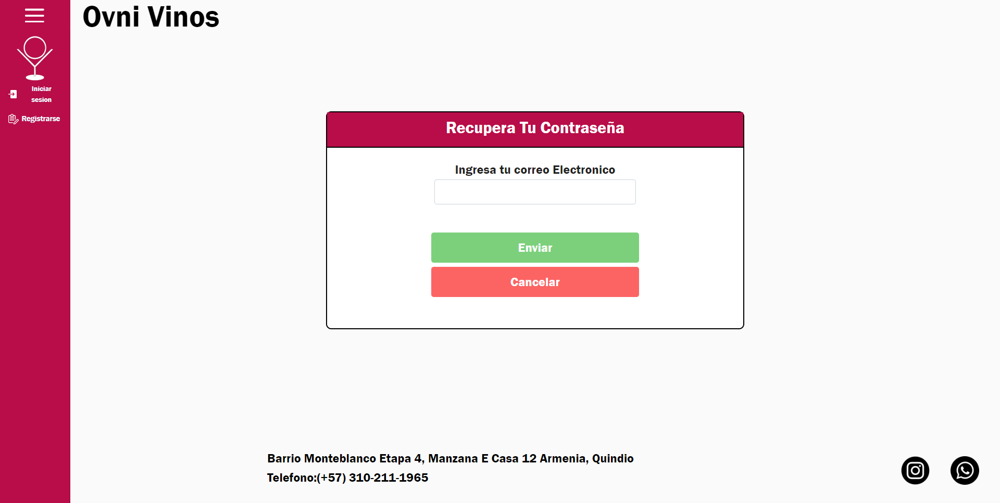 Ovni Vinos
Iniciar
sesion
Registrarse
Recupera Tu Contraseña
Ingresa tu correo Electronico
Enviar
Cancelar
Barrio Monteblanco Etapa 4, Manzana E Casa 12 Armenia, Quindio
Telefono:(+57) 310-211-1965